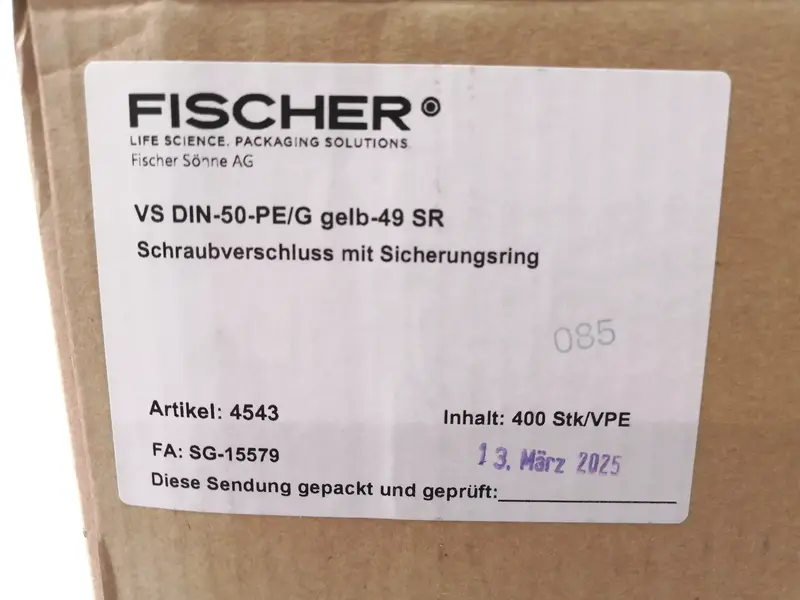 FISCHER
LIFE SCIENCE. PACKAGING SOLUTIONS
Fischer Söhne AG
VS DIN-50-PE/G gelb-49 SR
Schraubverschluss mit Sicherungsring
085
Artikel: 4543
Inhalt: 400 Stk/VPE
FA: SG-15579
13. März 2025
Diese Sendung gepackt und geprüft: